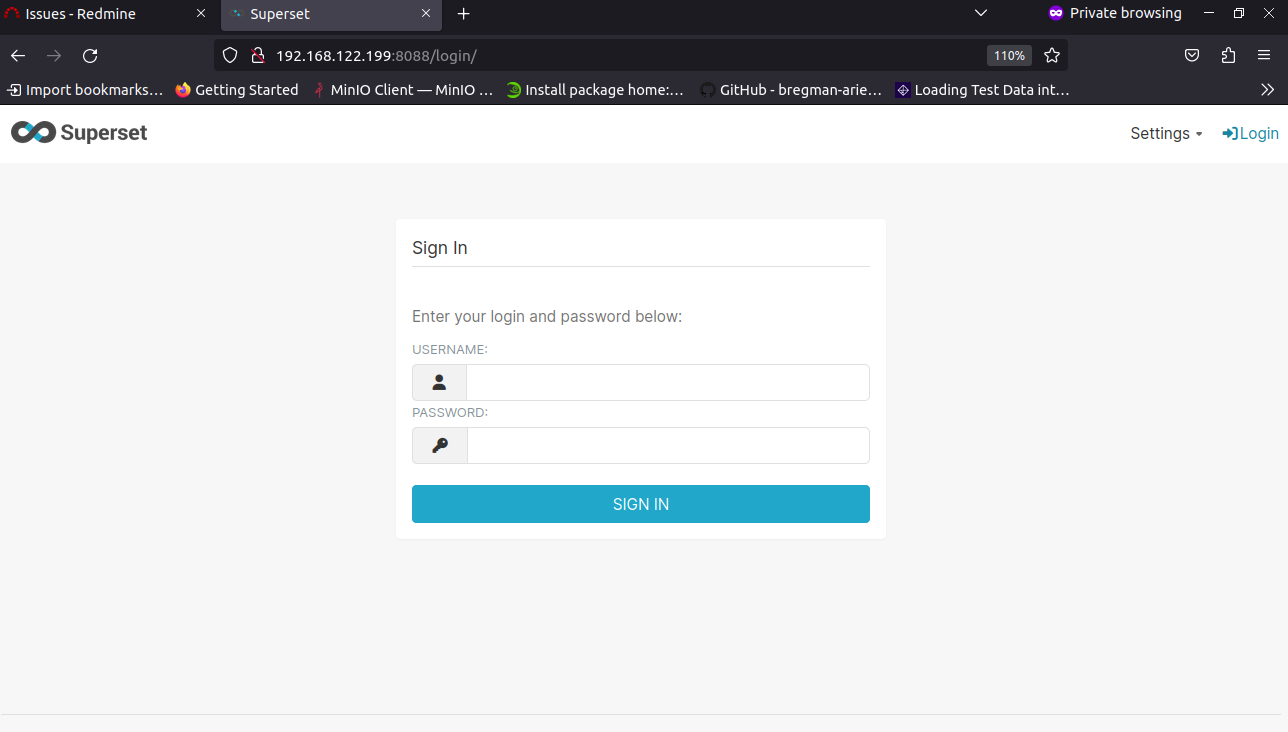 Issues - Redmine
Superset
Private browsing
192.168.122.199:8088/login/
110%
Import bookmarks...
Getting Started
MinIO Client — MinIO ...
Install package home:...
GitHub - bregman-arie...
Loading Test Data int...
Superset
Settings
Login
Sign In
Enter your login and password below:
USERNAME:
PASSWORD:
SIGN IN